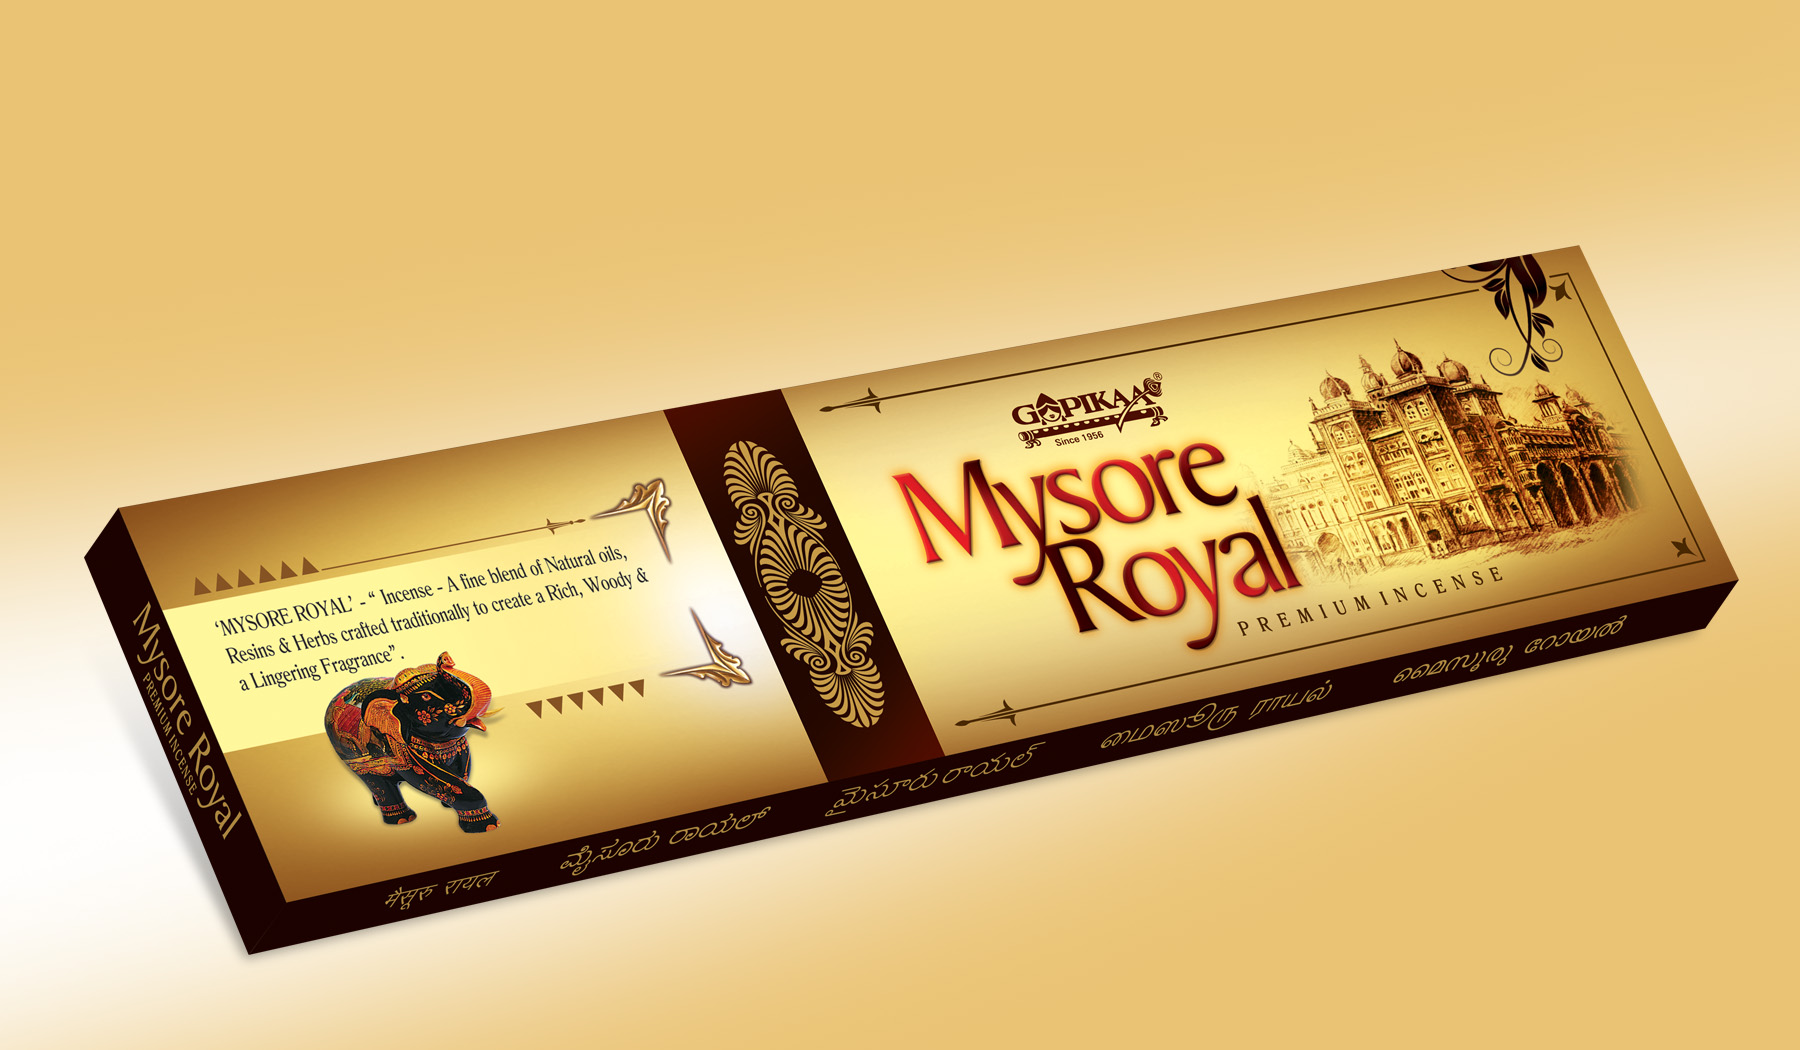 GOPIKAA®
Since 1956
Mysore
Royal
PREMIUM INCENSE
‘MYSORE ROYAL’ - “ Incense - A fine blend of Natural oils,
Resins & Herbs crafted traditionally to create a Rich, Woody &
a Lingering Fragrance” .
Mysore Royal
PREMIUM INCENSE
मैसूरु रायल
ಮೈಸೂರು ರಾಯಲ್
మైసూరు రాయల్
மைஸூரு ராயல்
മൈസൂരു റോയൽ